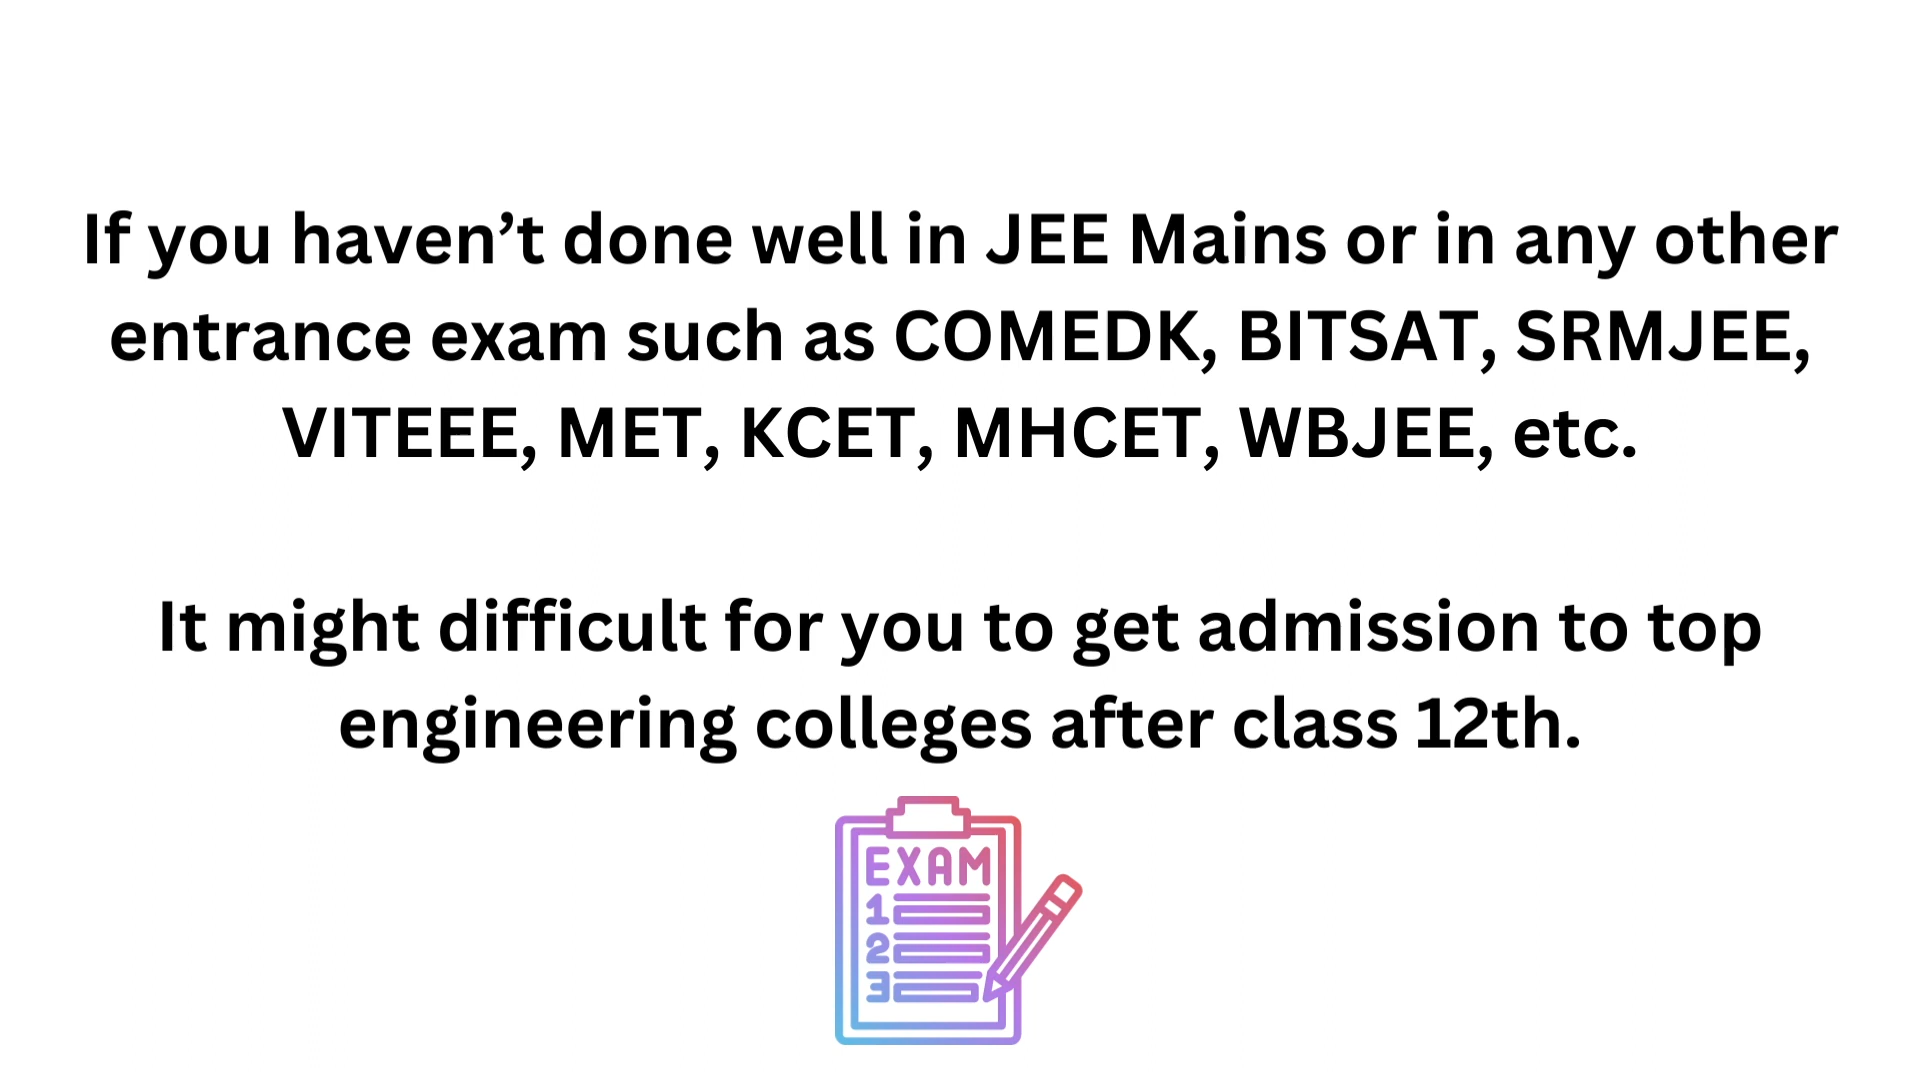 If you haven’t done well in JEE Mains or in any other
entrance exam such as COMEDK, BITSAT, SRMJEE,
VITEEE, MET, KCET, MHCET, WBJEE, etc.
It might difficult for you to get admission to top
engineering colleges after class 12th.
EXAM
1
2
3